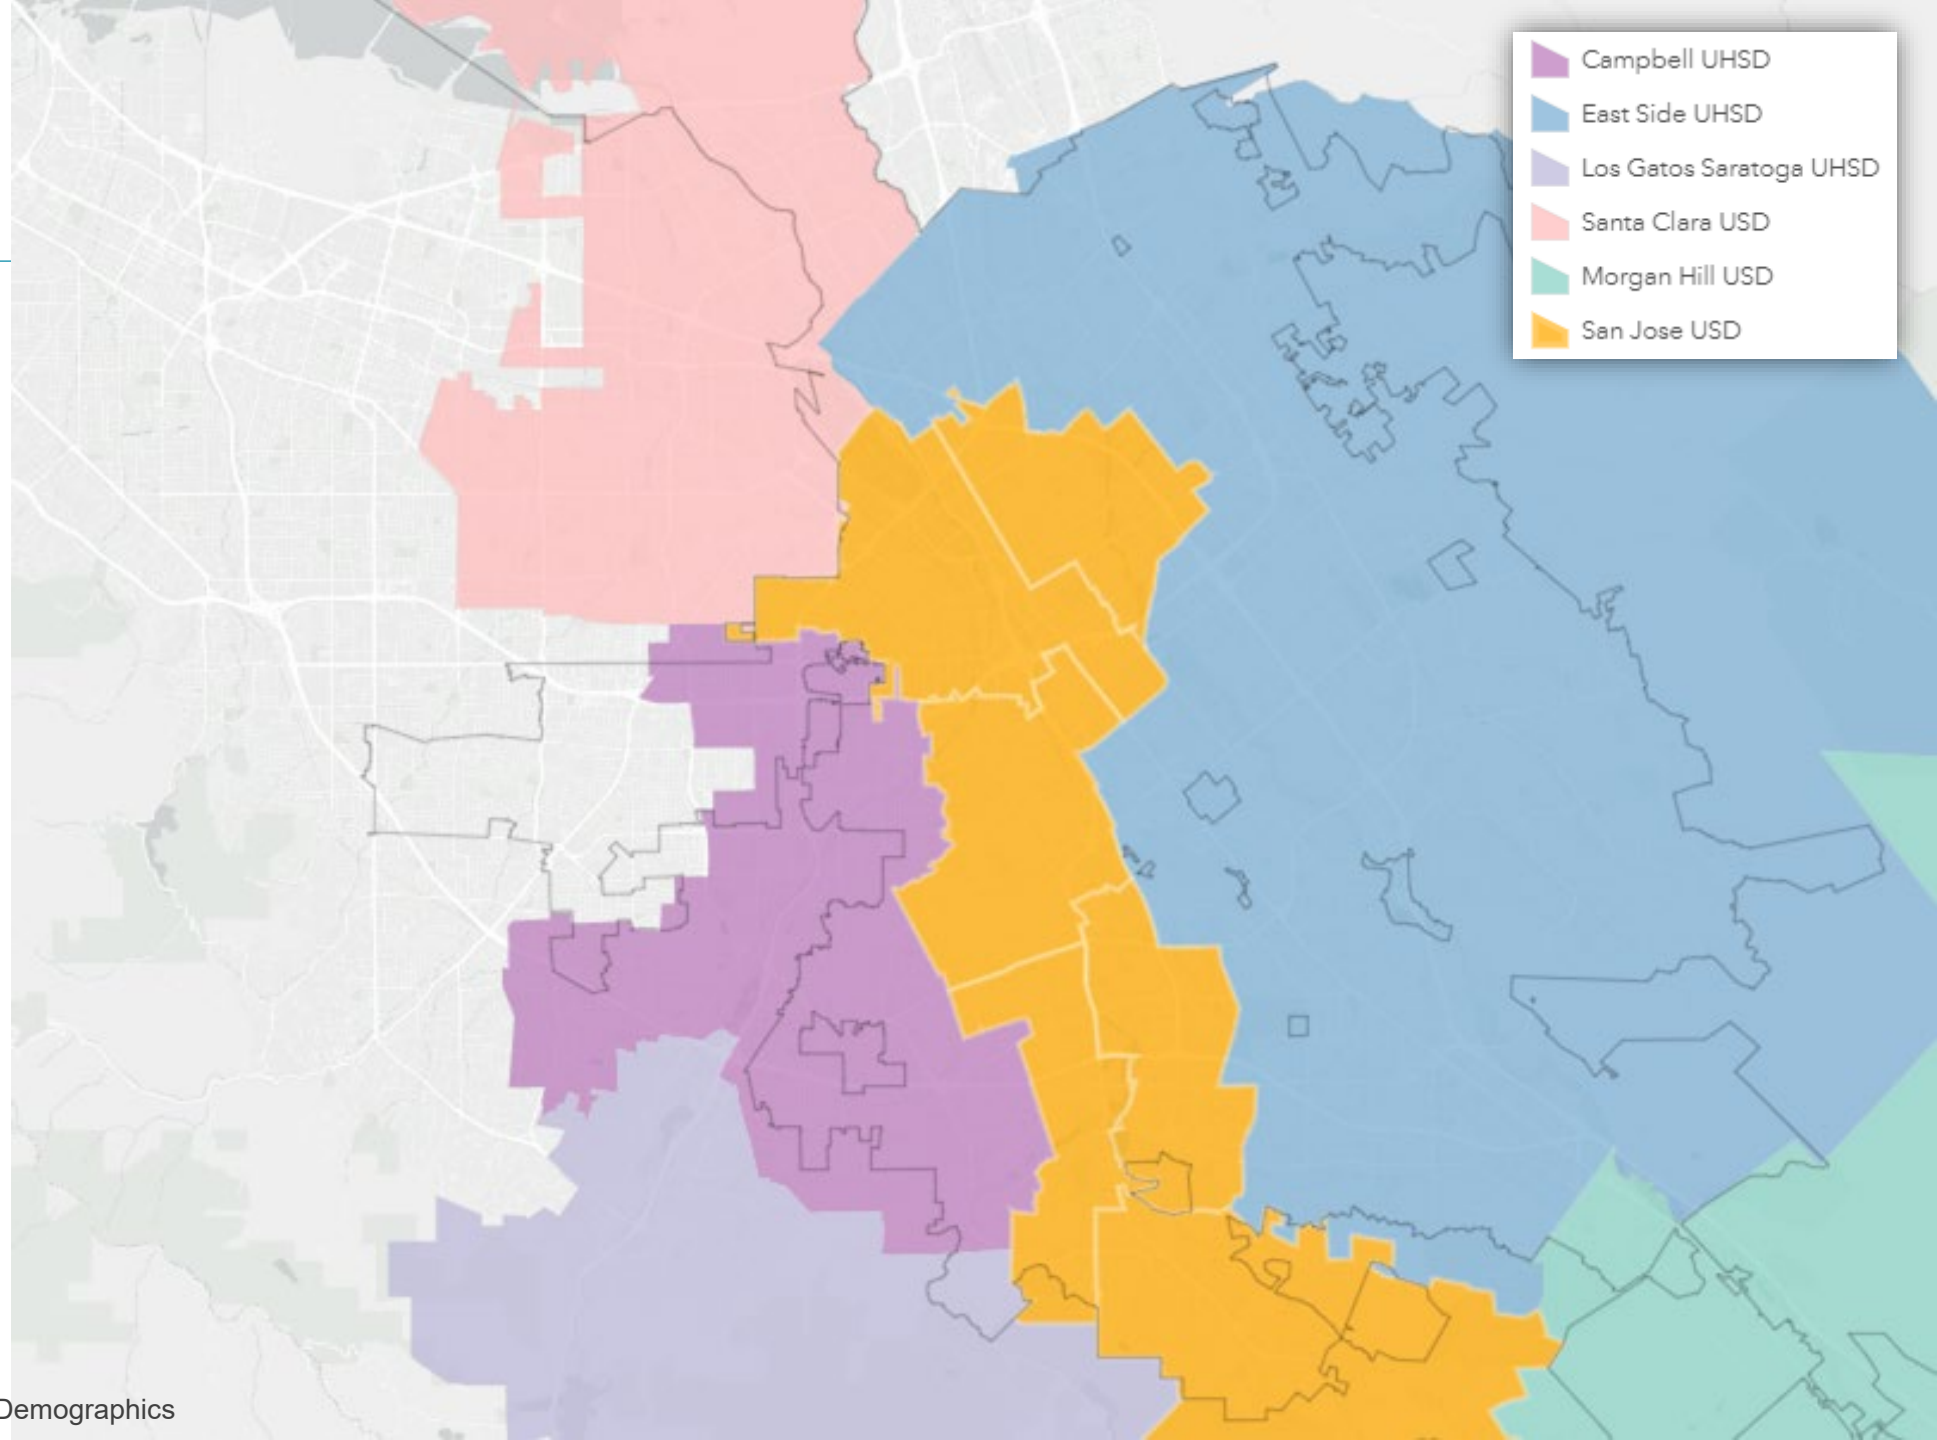 Campbell UHSD
East Side UHSD
Los Gatos Saratoga UHSD
Santa Clara USD
Morgan Hill USD
San Jose USD
Demographics